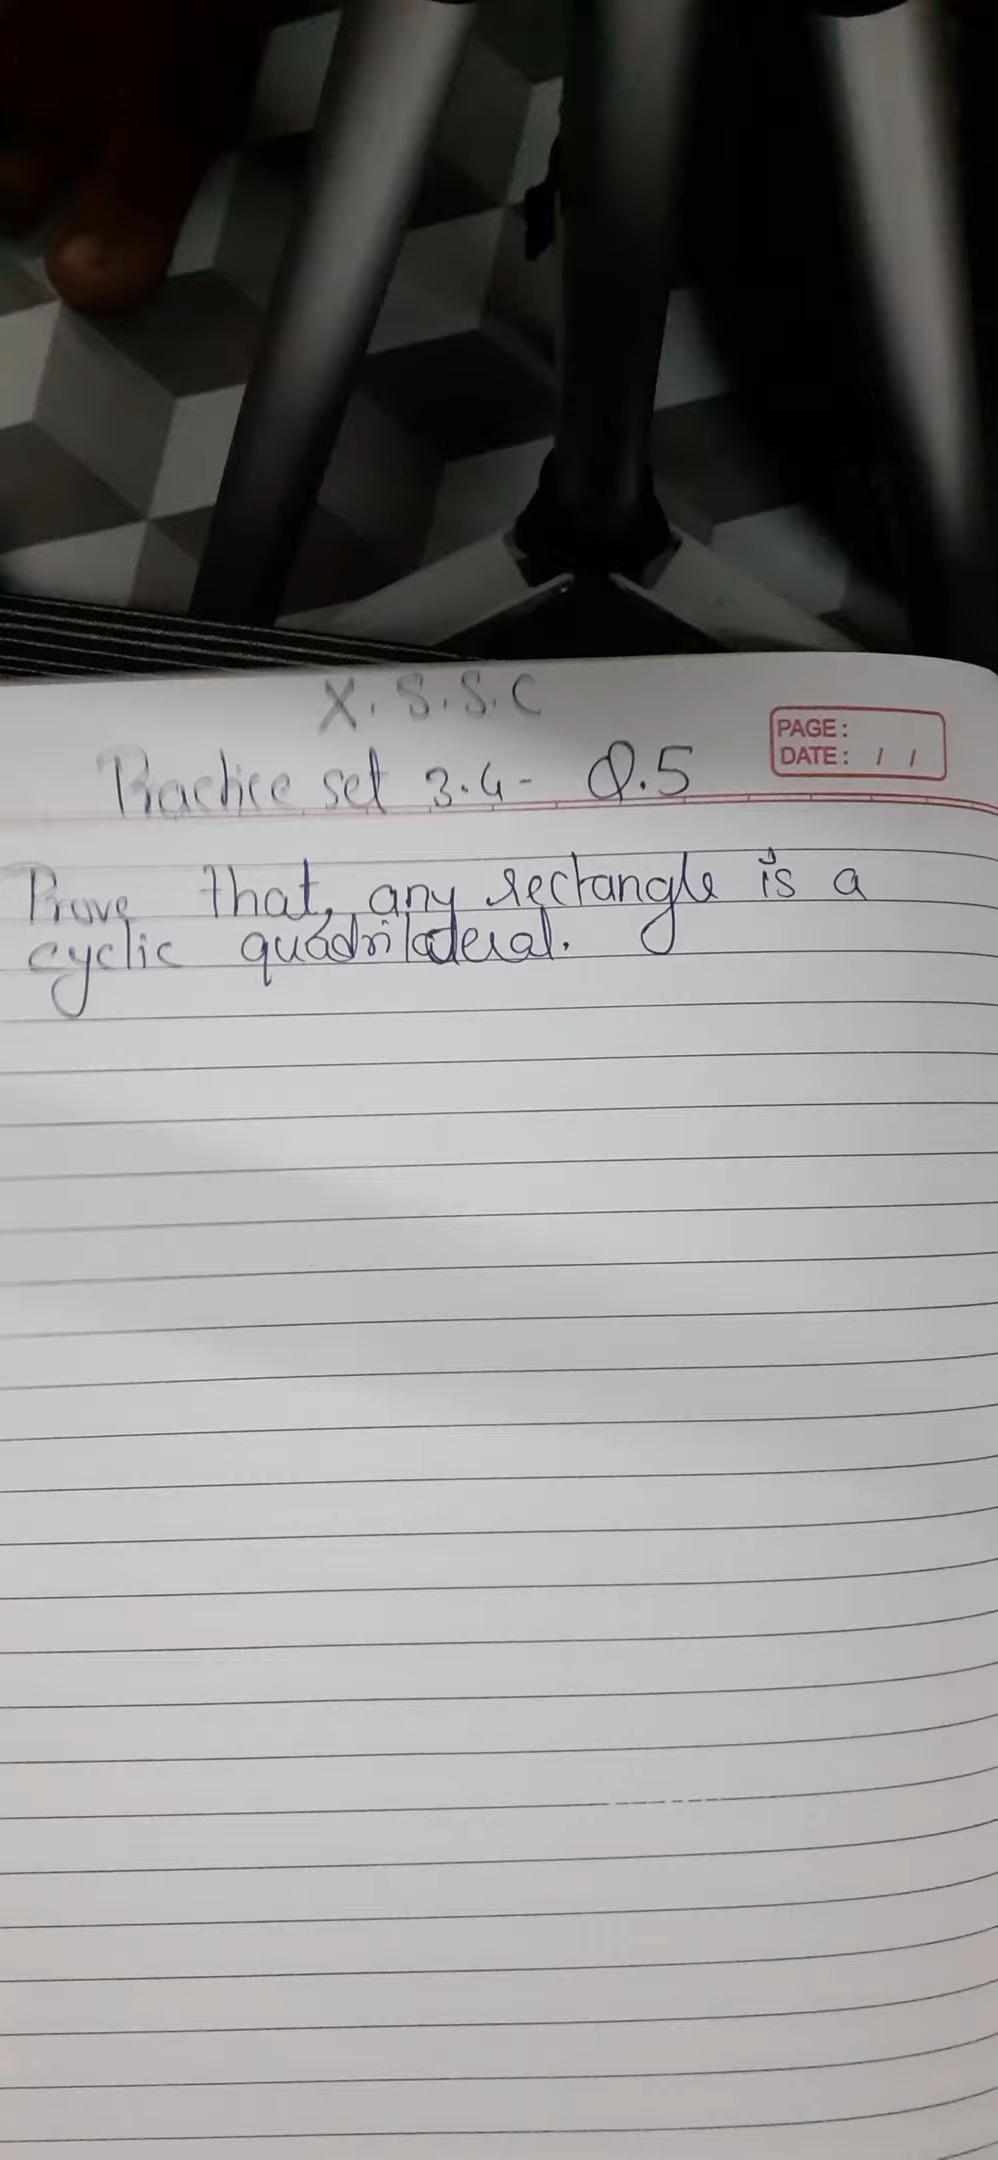 X. S.S.C
Practice set 3.4- Q.5
PAGE:
DATE: / /
Prove that, any rectangle is a
cyclic quadrilateral.